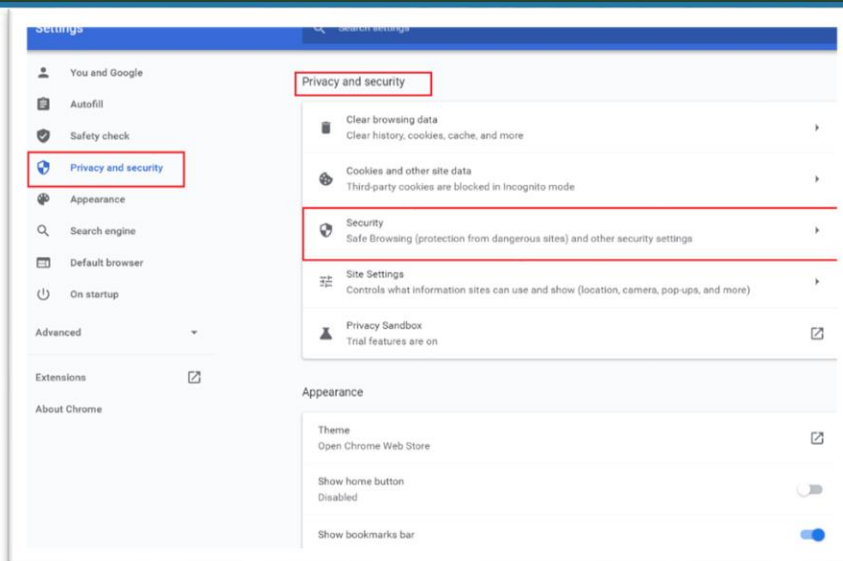 Settings
Search settings
You and Google
Autofill
Safety check
Privacy and security
Appearance
Search engine
Default browser
On startup
Advanced
Extensions
About Chrome
Privacy and security
Clear browsing data
Clear history, cookies, cache, and more
Cookies and other site data
Third-party cookies are blocked in Incognito mode
Security
Safe Browsing (protection from dangerous sites) and other security settings
Site Settings
Controls what information sites can use and show (location, camera, pop-ups, and more)
Privacy Sandbox
Trial features are on
Appearance
Theme
Open Chrome Web Store
Show home button
Disabled
Show bookmarks bar